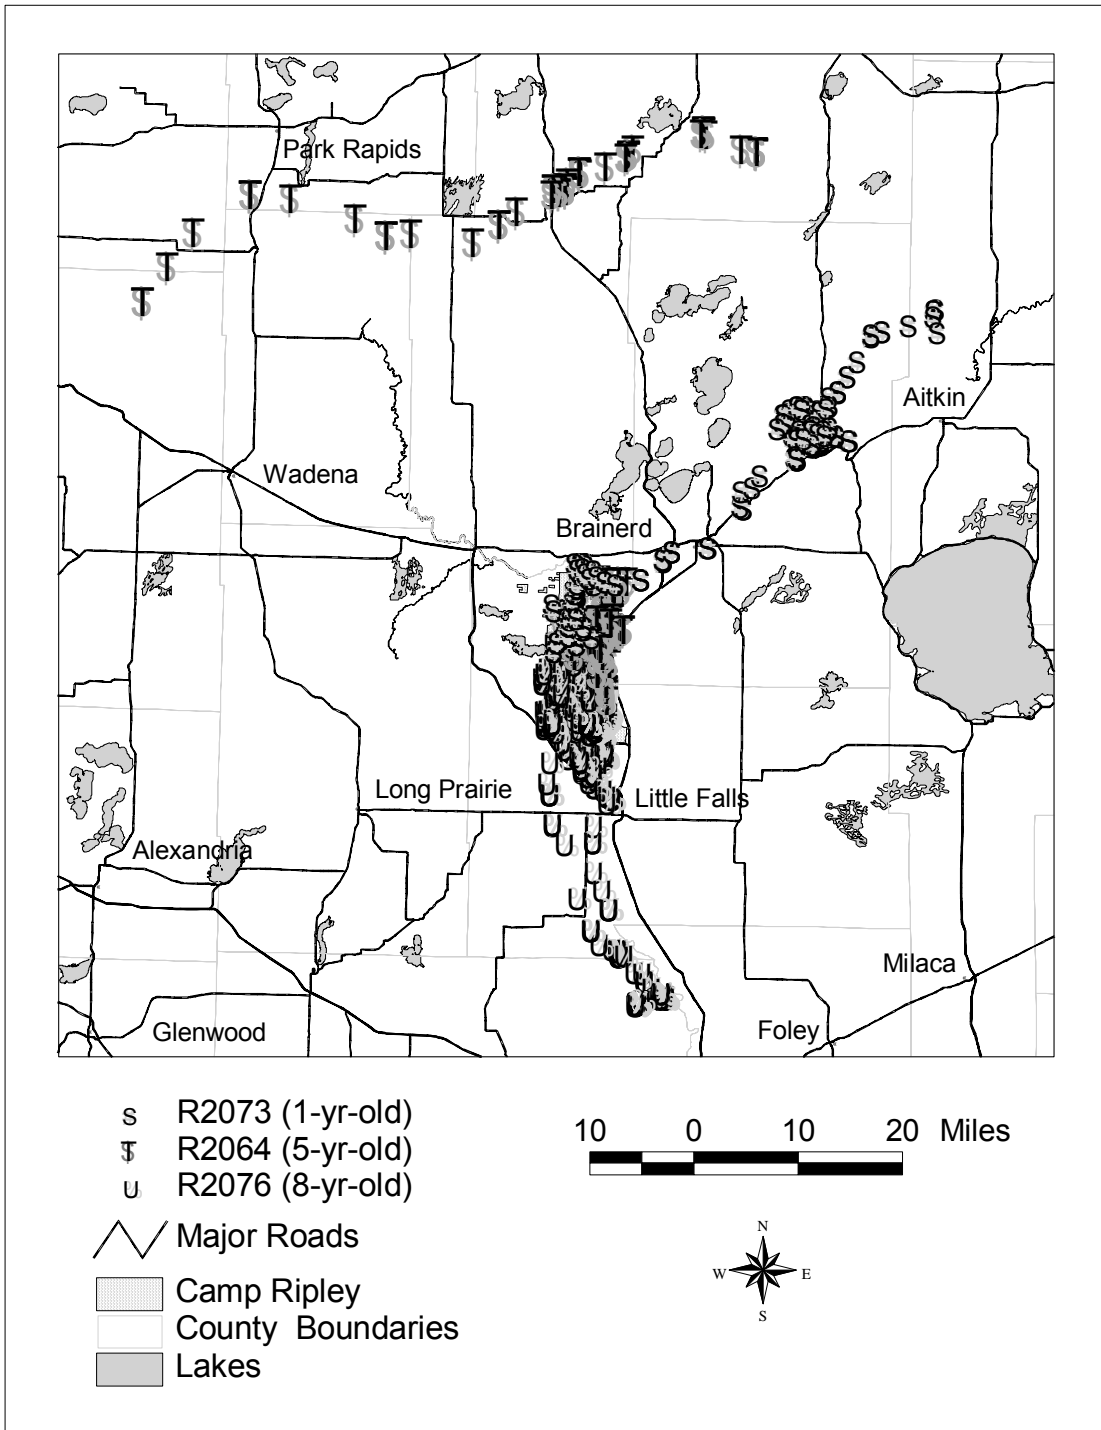 Park Rapids
Aitkin
Wadena
Brainerd
Long Prairie
Little Falls
Alexandria
Milaca
Glenwood
Foley
S R2073 (1-yr-old)
T R2064 (5-yr-old)
U R2076 (8-yr-old)
Major Roads
Camp Ripley
County Boundaries
Lakes
10 0 10 20 Miles
N
W E
S